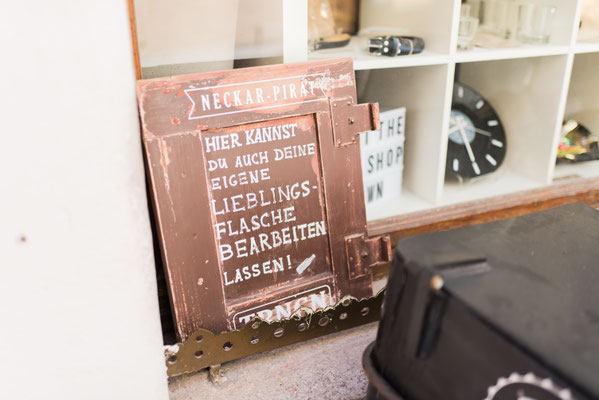 NECKAR-PIRAT
HIER KANNST
DU AUCH DEINE
EIGENE
LIEBLINGS-
FLASCHE
BEARBEITEN
LASSEN!
THE
SHOP